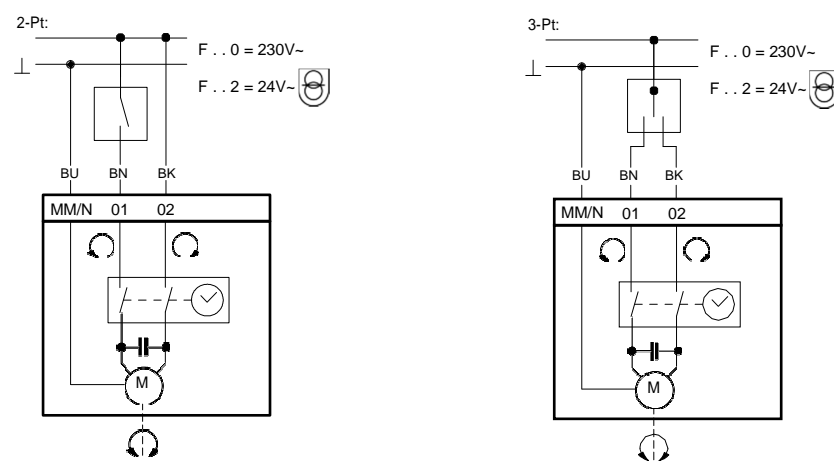 2-Pt:
F . . 0 = 230V~
F . . 2 = 24V~
BU BN BK
MM/N 01 02
M
3-Pt:
F . . 0 = 230V~
F . . 2 = 24V~
BU BN BK
MM/N 01 02
M